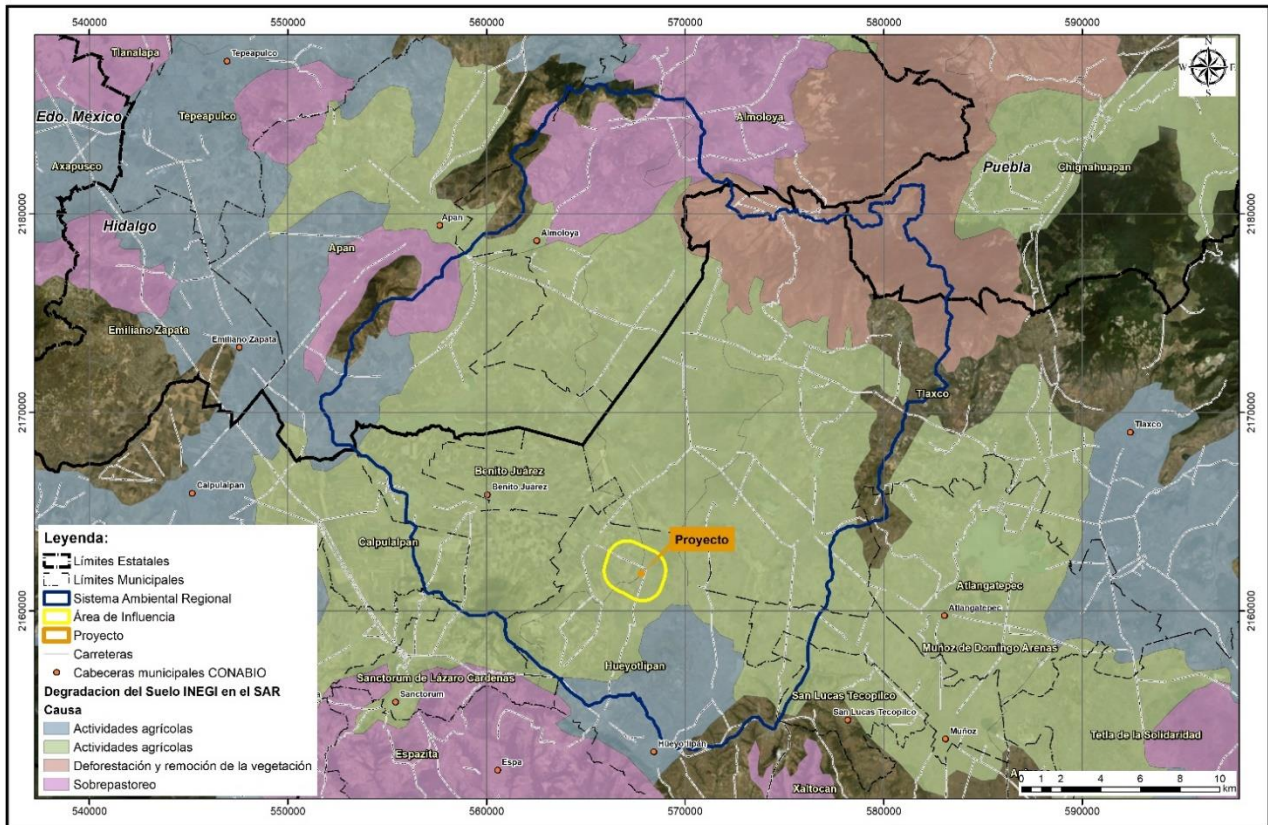 540000 550000 560000 570000 580000 590000
N
W E
S
2180000
2170000
2160000
2180000
2170000
2160000
Tlanalapa
Tepeapulco
Edo. México
Tepeapulco
Almoloya
Axapusco
Puebla
Chignahuapan
Hidalgo
Apan
Almoloya
Apan
Emiliano Zapata
Emiliano Zapata
Tlaxco
Tlaxco
Benito Juárez
Calpulalpan
Benito Juárez
Calpulalpan
Proyecto
Atlangatepec
Atlangatepec
Muñoz de Domingo Arenas
Hueyotlipan
Sanctorum de Lázaro Cárdenas
San Lucas Tecopilco
Sanctorum
San Lucas Tecopilco
Muñoz
Tetla de la Solidaridad
Espazita
Hueyotlipan
Espa
Xaltocan
Leyenda:
Límites Estatales
Límites Municipales
Sistema Ambiental Regional
Área de Influencia
Proyecto
Carreteras
Cabeceras municipales CONABIO
Degradacion del Suelo INEGI en el SAR
Causa
Actividades agrícolas
Actividades agrícolas
Deforestación y remoción de la vegetación
Sobrepastoreo
0 1 2 4 6 8 10
km
540000 550000 560000 570000 580000 590000